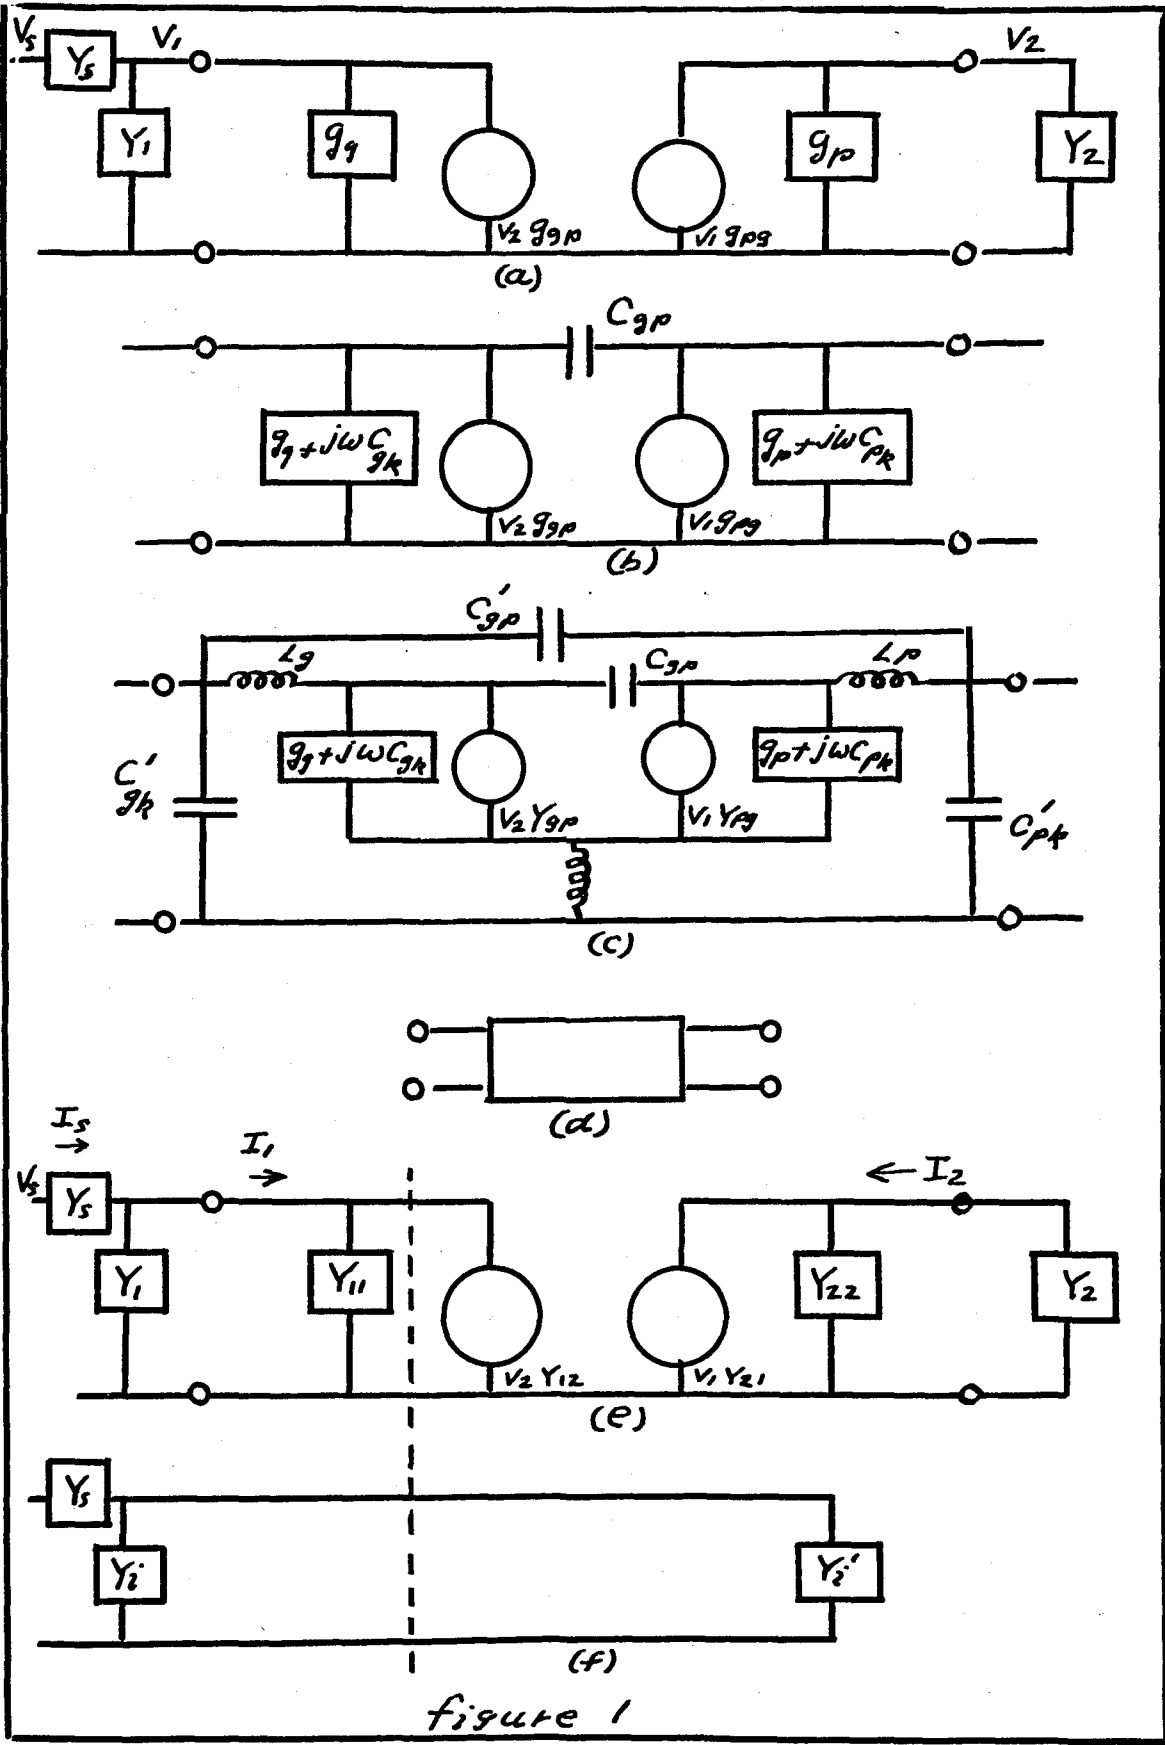 Vs V1 V2
Ys
Y1 gg gp Y2
v2 ggp v1 gpg
(a)
Cgp
gg+jωCgk gp+jωCpk
v2 ggp v1 gpg
(b)
C'gp
Lg Cgp Lp
gg+jωCgk gp+jωCpk
C'gk C'pk
v2 Ygp v1 Ypg
(c)
(d)
Is I1 I2
Vs Ys
Y1 Y11 Y22 Y2
v2 Y12 v1 Y21
(e)
Ys
Yi Yi'
(f)
figure 1